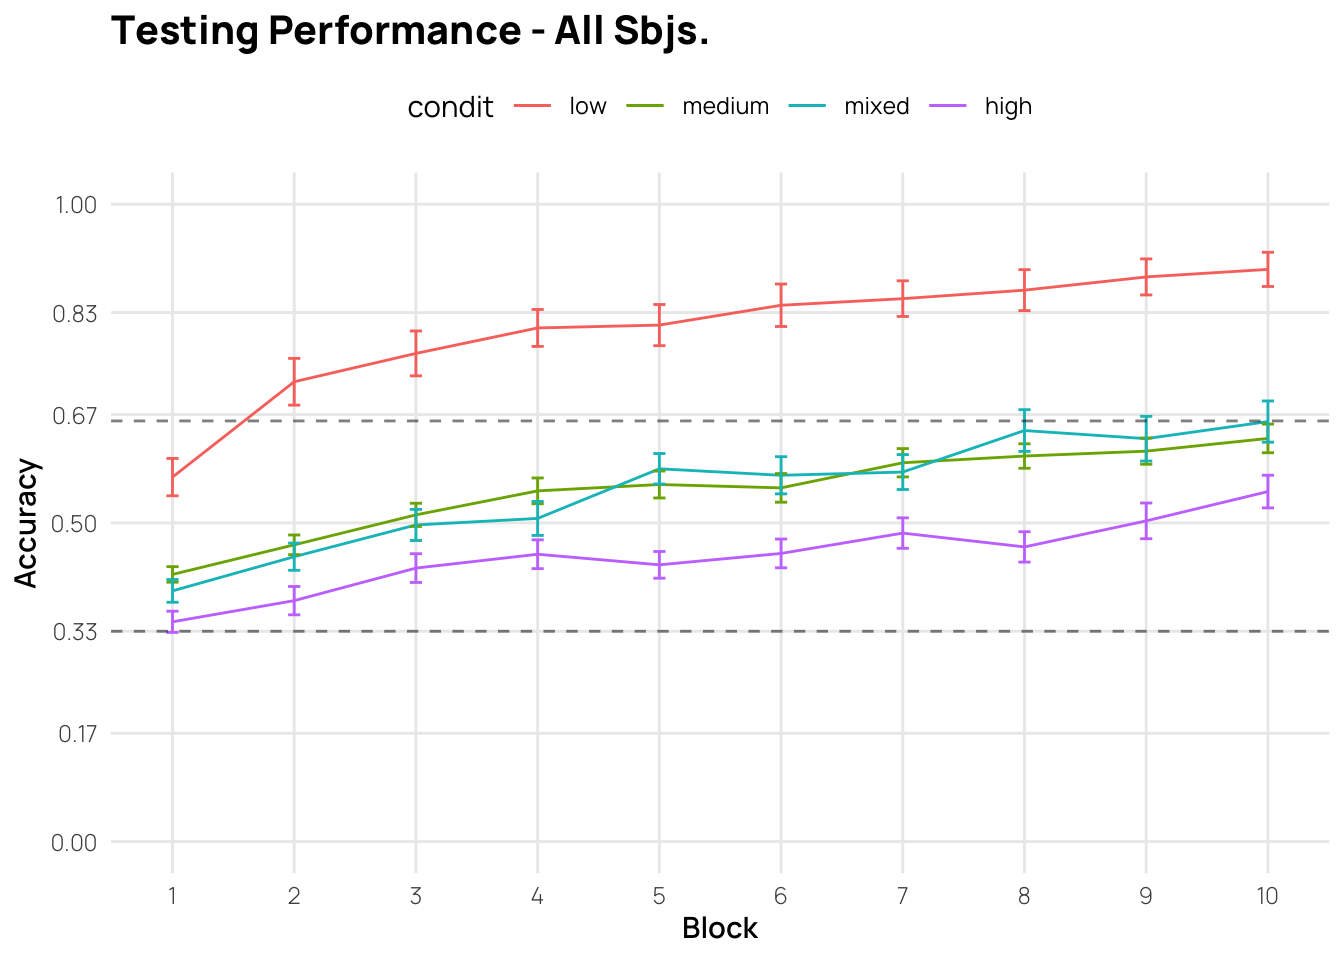 Testing Performance - All Sbjs.
condit low medium mixed high
1.00
0.83
0.67
0.50
0.33
0.17
0.00
Accuracy
1 2 3 4 5 6 7 8 9 10
Block